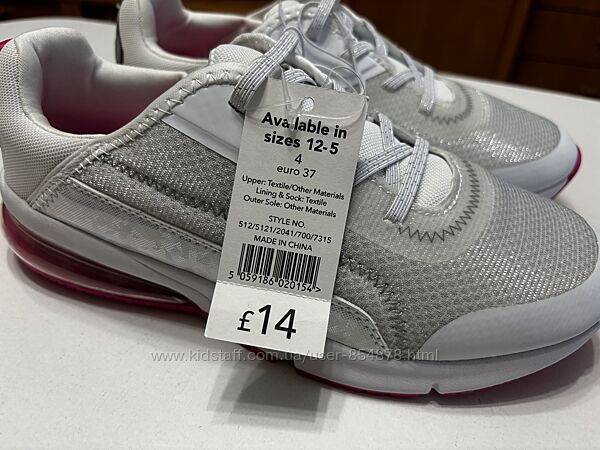 Available in
sizes 12-5
4
euro 37
Upper: Textile/Other Materials
Lining & Sock: Textile
Outer Sole: Other Materials
STYLE NO.
512/5121/2041/700/7315
MADE IN CHINA
5 059186 020154 >
£14
www.kidstaff.com.ua/user-854878.html